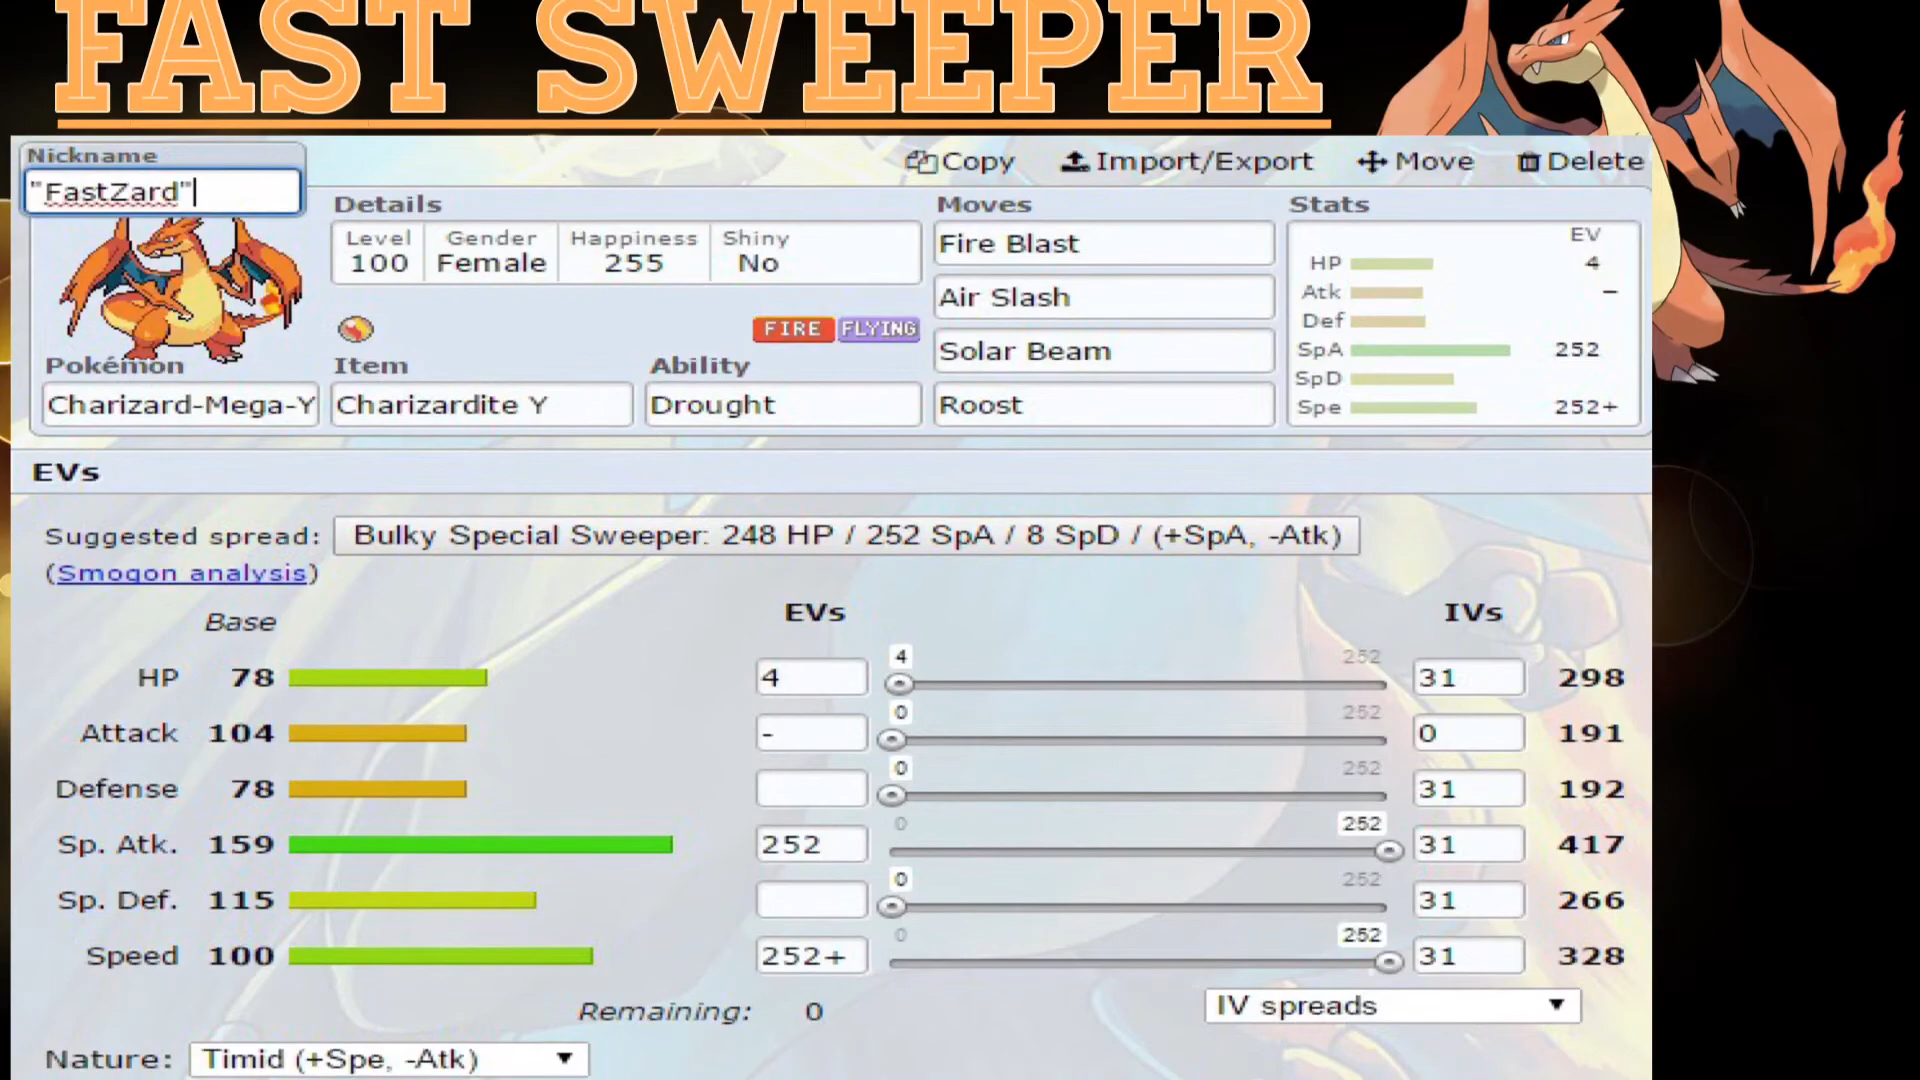 FAST SWEEPER
Nickname
"FastZard"
Copy Import/Export Move Delete
Details
Level Gender Happiness Shiny
100 Female 255 No
FIRE FLYING
Pokémon Item Ability
Charizard-Mega-Y Charizardite Y Drought
Moves
Fire Blast
Air Slash
Solar Beam
Roost
Stats
EV
HP 4
Atk -
Def
SpA 252
SpD
Spe 252+
EVs
Suggested spread: Bulky Special Sweeper: 248 HP / 252 SpA / 8 SpD / (+SpA, -Atk)
(Smogon analysis)
Base EVs IVs
4 252
HP 78 4 31 298
0 252
Attack 104 - 0 191
0 252
Defense 78 31 192
0 252
Sp. Atk. 159 252 31 417
0 252
Sp. Def. 115 31 266
0 252
Speed 100 252+ 31 328
Remaining: 0 IV spreads
Nature: Timid (+Spe, -Atk)